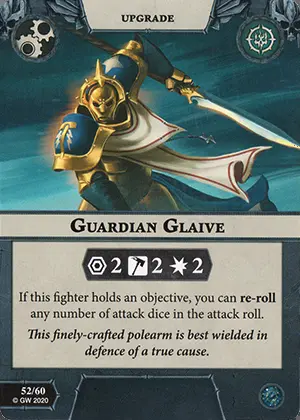 UPGRADE
GUARDIAN GLAIVE
2 2 2
If this fighter holds an objective, you can re-roll
any number of attack dice in the attack roll.
This finely-crafted polearm is best wielded in
defence of a true cause.
52/60
© GW 2020